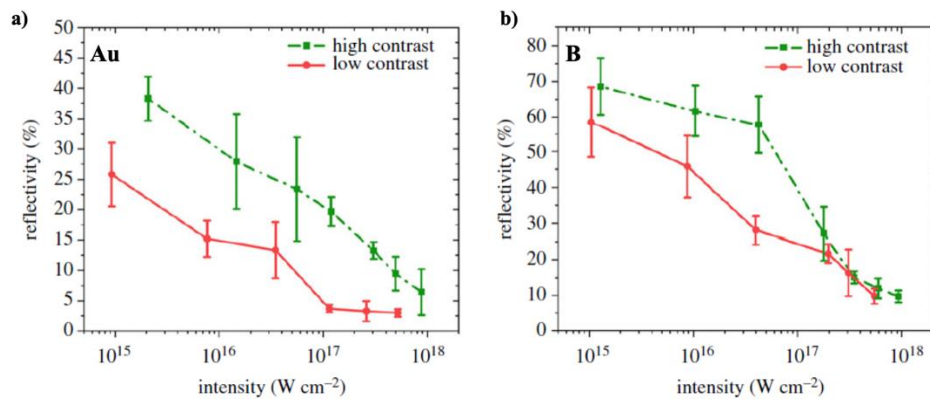 a)
50
45
40
35
30
25
20
15
10
5
0
reflectivity (%)
Au
high contrast
low contrast
10¹⁵
10¹⁶
10¹⁷
10¹⁸
intensity (W cm⁻²)
b)
80
70
60
50
40
30
20
10
0
reflectivity (%)
B
high contrast
low contrast
10¹⁵
10¹⁶
10¹⁷
10¹⁸
intensity (W cm⁻²)